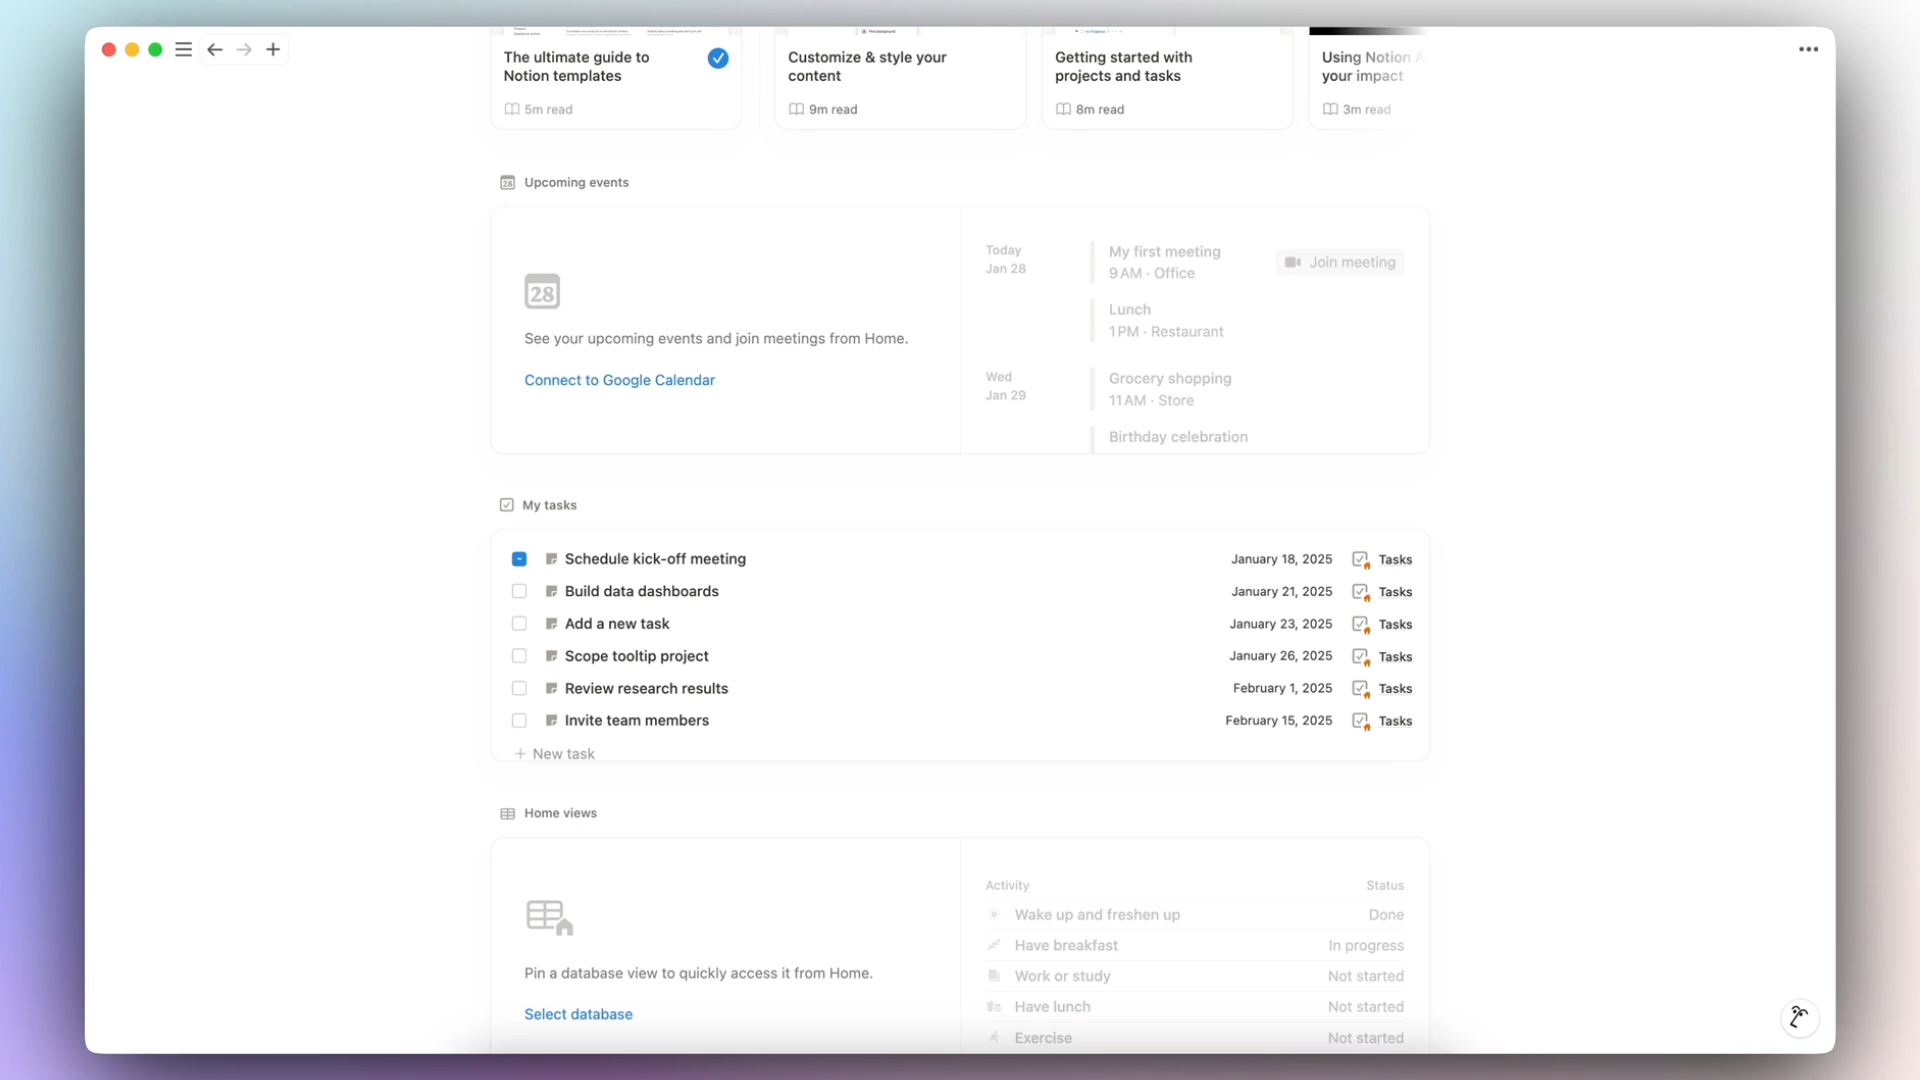 The ultimate guide to
Notion templates
5m read
Customize & style your
content
9m read
Getting started with
projects and tasks
8m read
Using Notion A
your impact
3m read
28 Upcoming events
28
See your upcoming events and join meetings from Home.
Connect to Google Calendar
Today
Jan 28
My first meeting
9 AM · Office
Join meeting
Lunch
1 PM · Restaurant
Wed
Jan 29
Grocery shopping
11 AM · Store
Birthday celebration
My tasks
Schedule kick-off meeting January 18, 2025 Tasks
Build data dashboards January 21, 2025 Tasks
Add a new task January 23, 2025 Tasks
Scope tooltip project January 26, 2025 Tasks
Review research results February 1, 2025 Tasks
Invite team members February 15, 2025 Tasks
+ New task
Home views
Pin a database view to quickly access it from Home.
Select database
Activity Status
Wake up and freshen up Done
Have breakfast In progress
Work or study Not started
Have lunch Not started
Exercise Not started